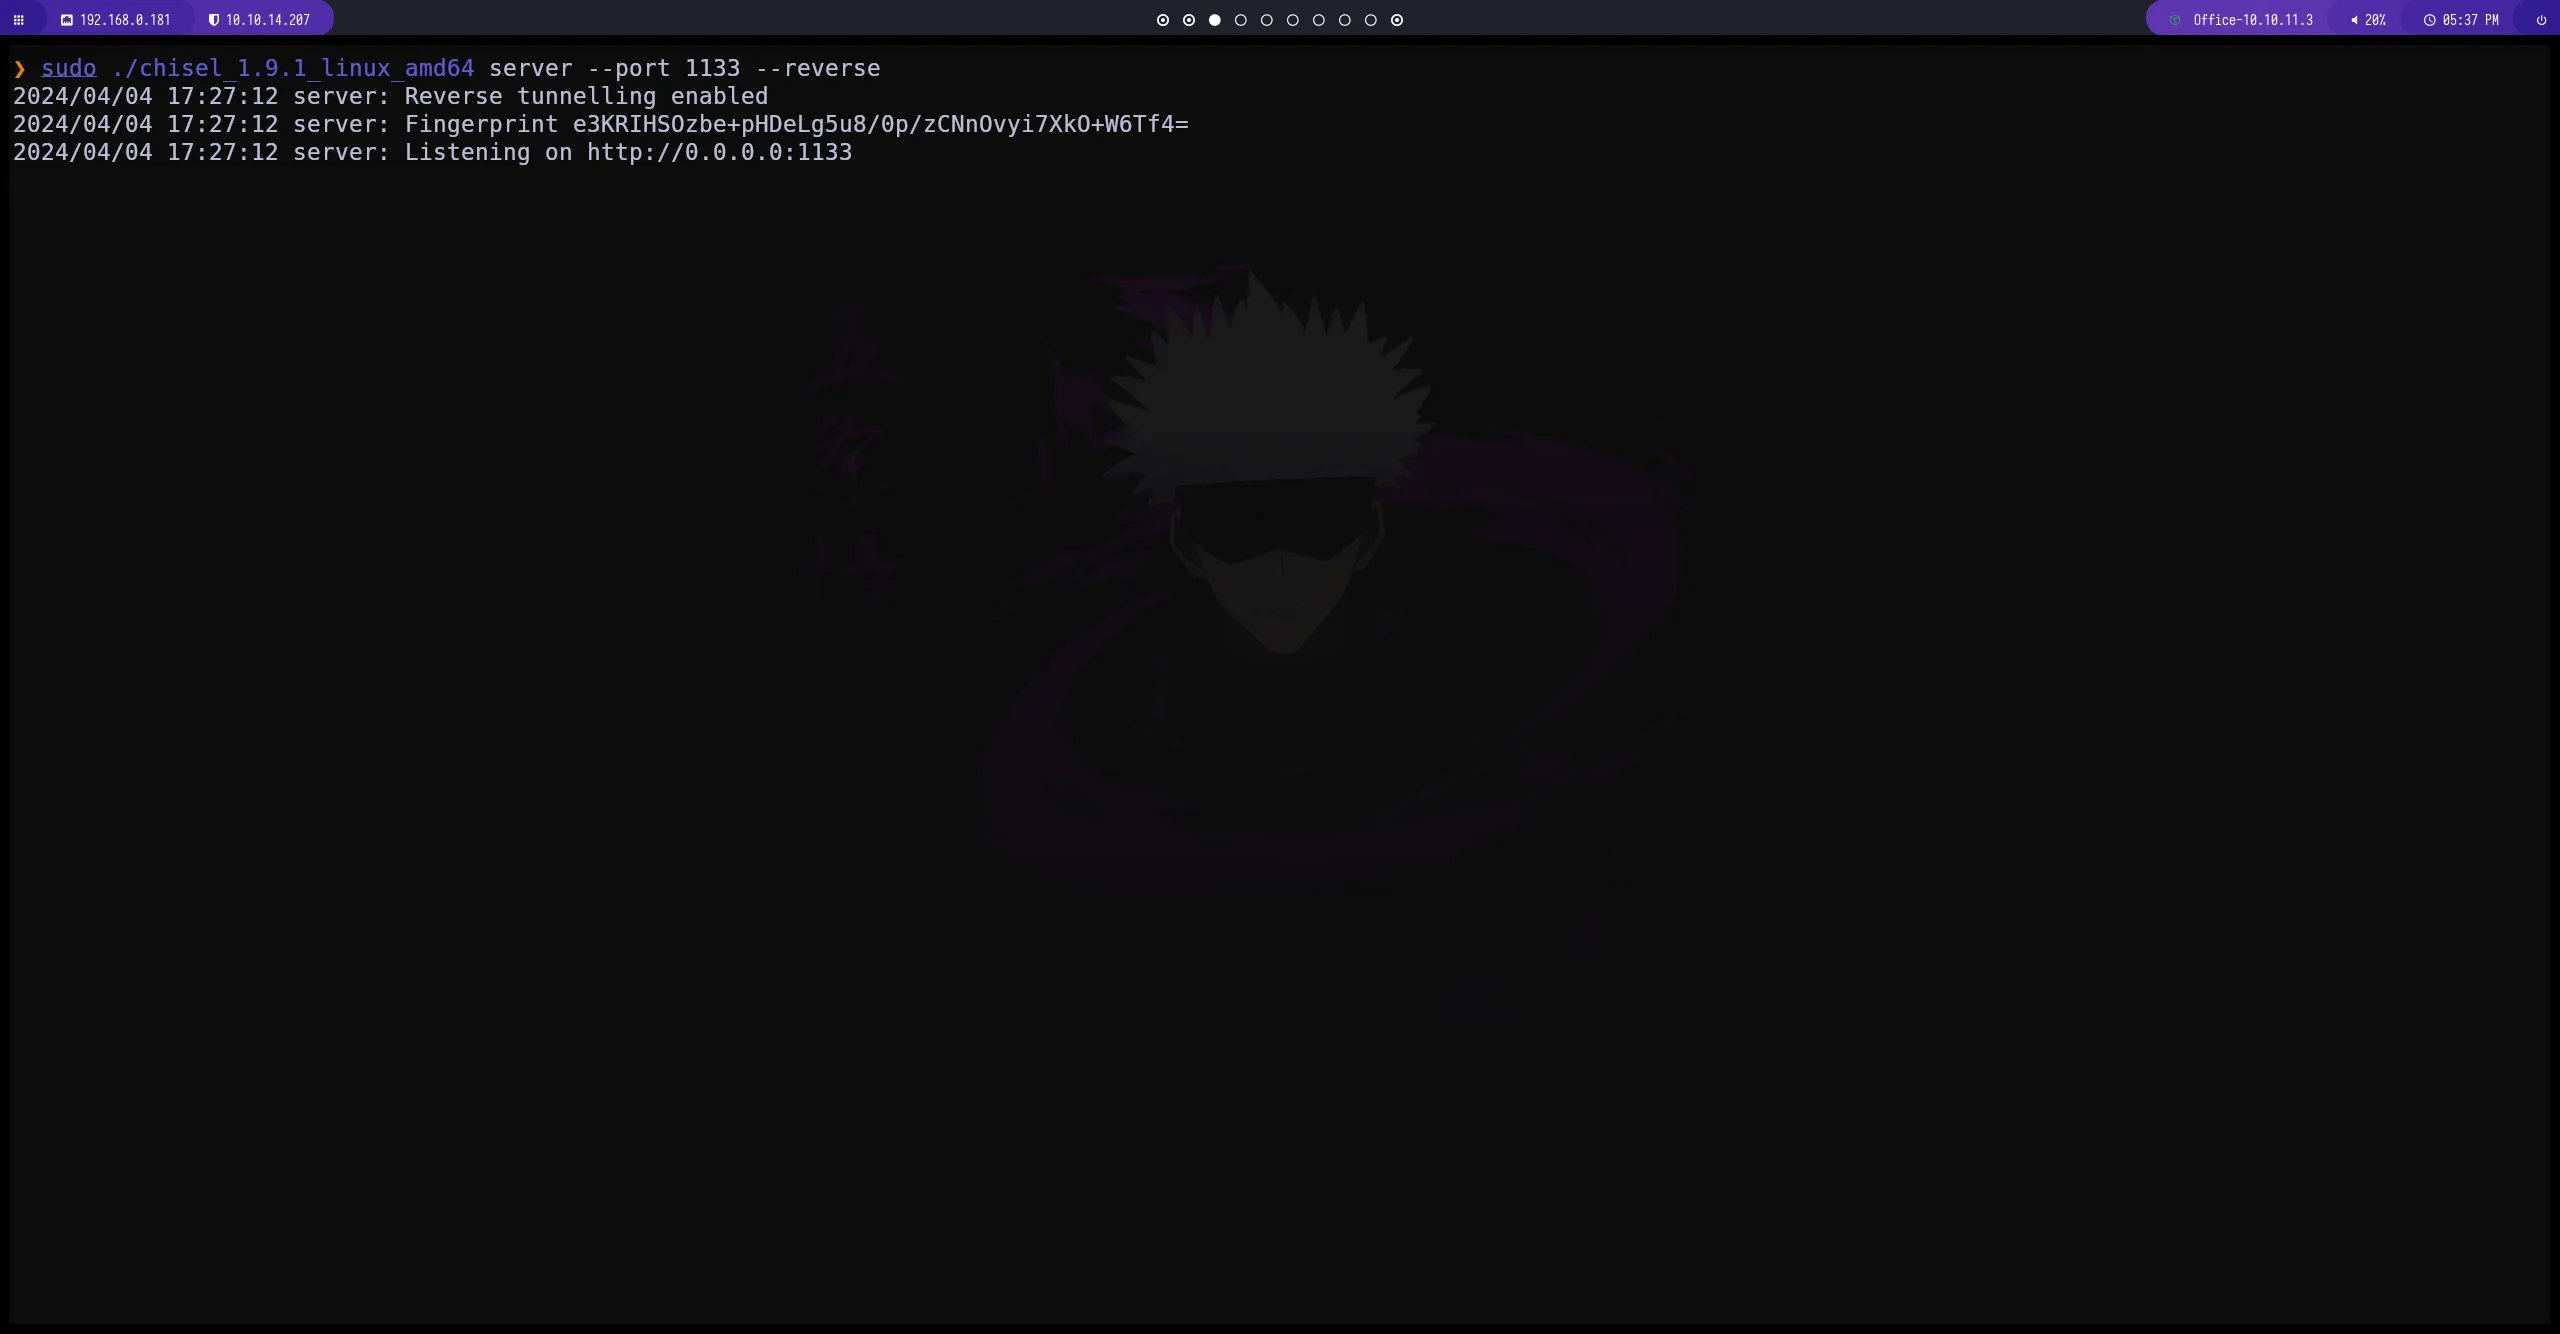 192.168.0.181 10.10.14.207 Office-10.10.11.3 20% 05:37 PM
❯ sudo ./chisel_1.9.1_linux_amd64 server --port 1133 --reverse
2024/04/04 17:27:12 server: Reverse tunnelling enabled
2024/04/04 17:27:12 server: Fingerprint e3KRIHSOzbe+pHDeLg5u8/0p/zCNnOvyi7XkO+W6Tf4=
2024/04/04 17:27:12 server: Listening on http://0.0.0.0:1133
五
条
悟